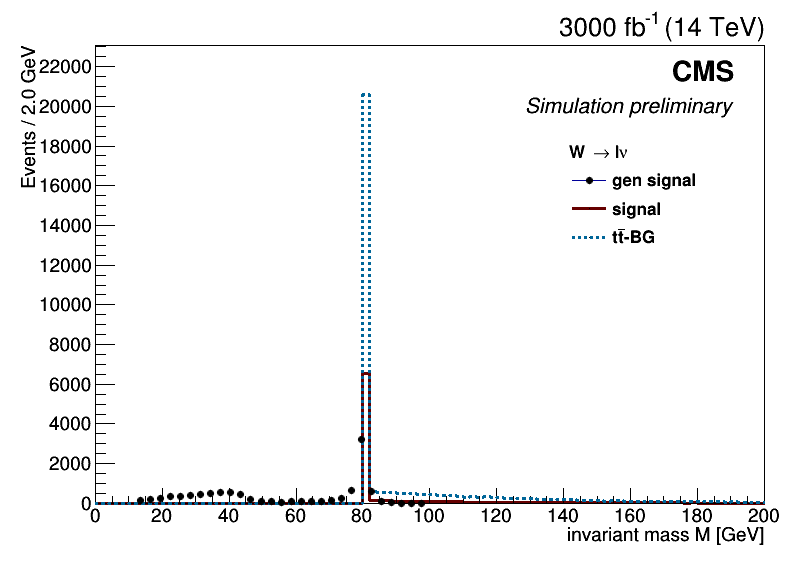 3000 fb⁻¹ (14 TeV)
CMS
Simulation preliminary
W → lν
gen signal
signal
tt̄-BG
Events / 2.0 GeV
22000
20000
18000
16000
14000
12000
10000
8000
6000
4000
2000
0
0 20 40 60 80 100 120 140 160 180 200
invariant mass M [GeV]